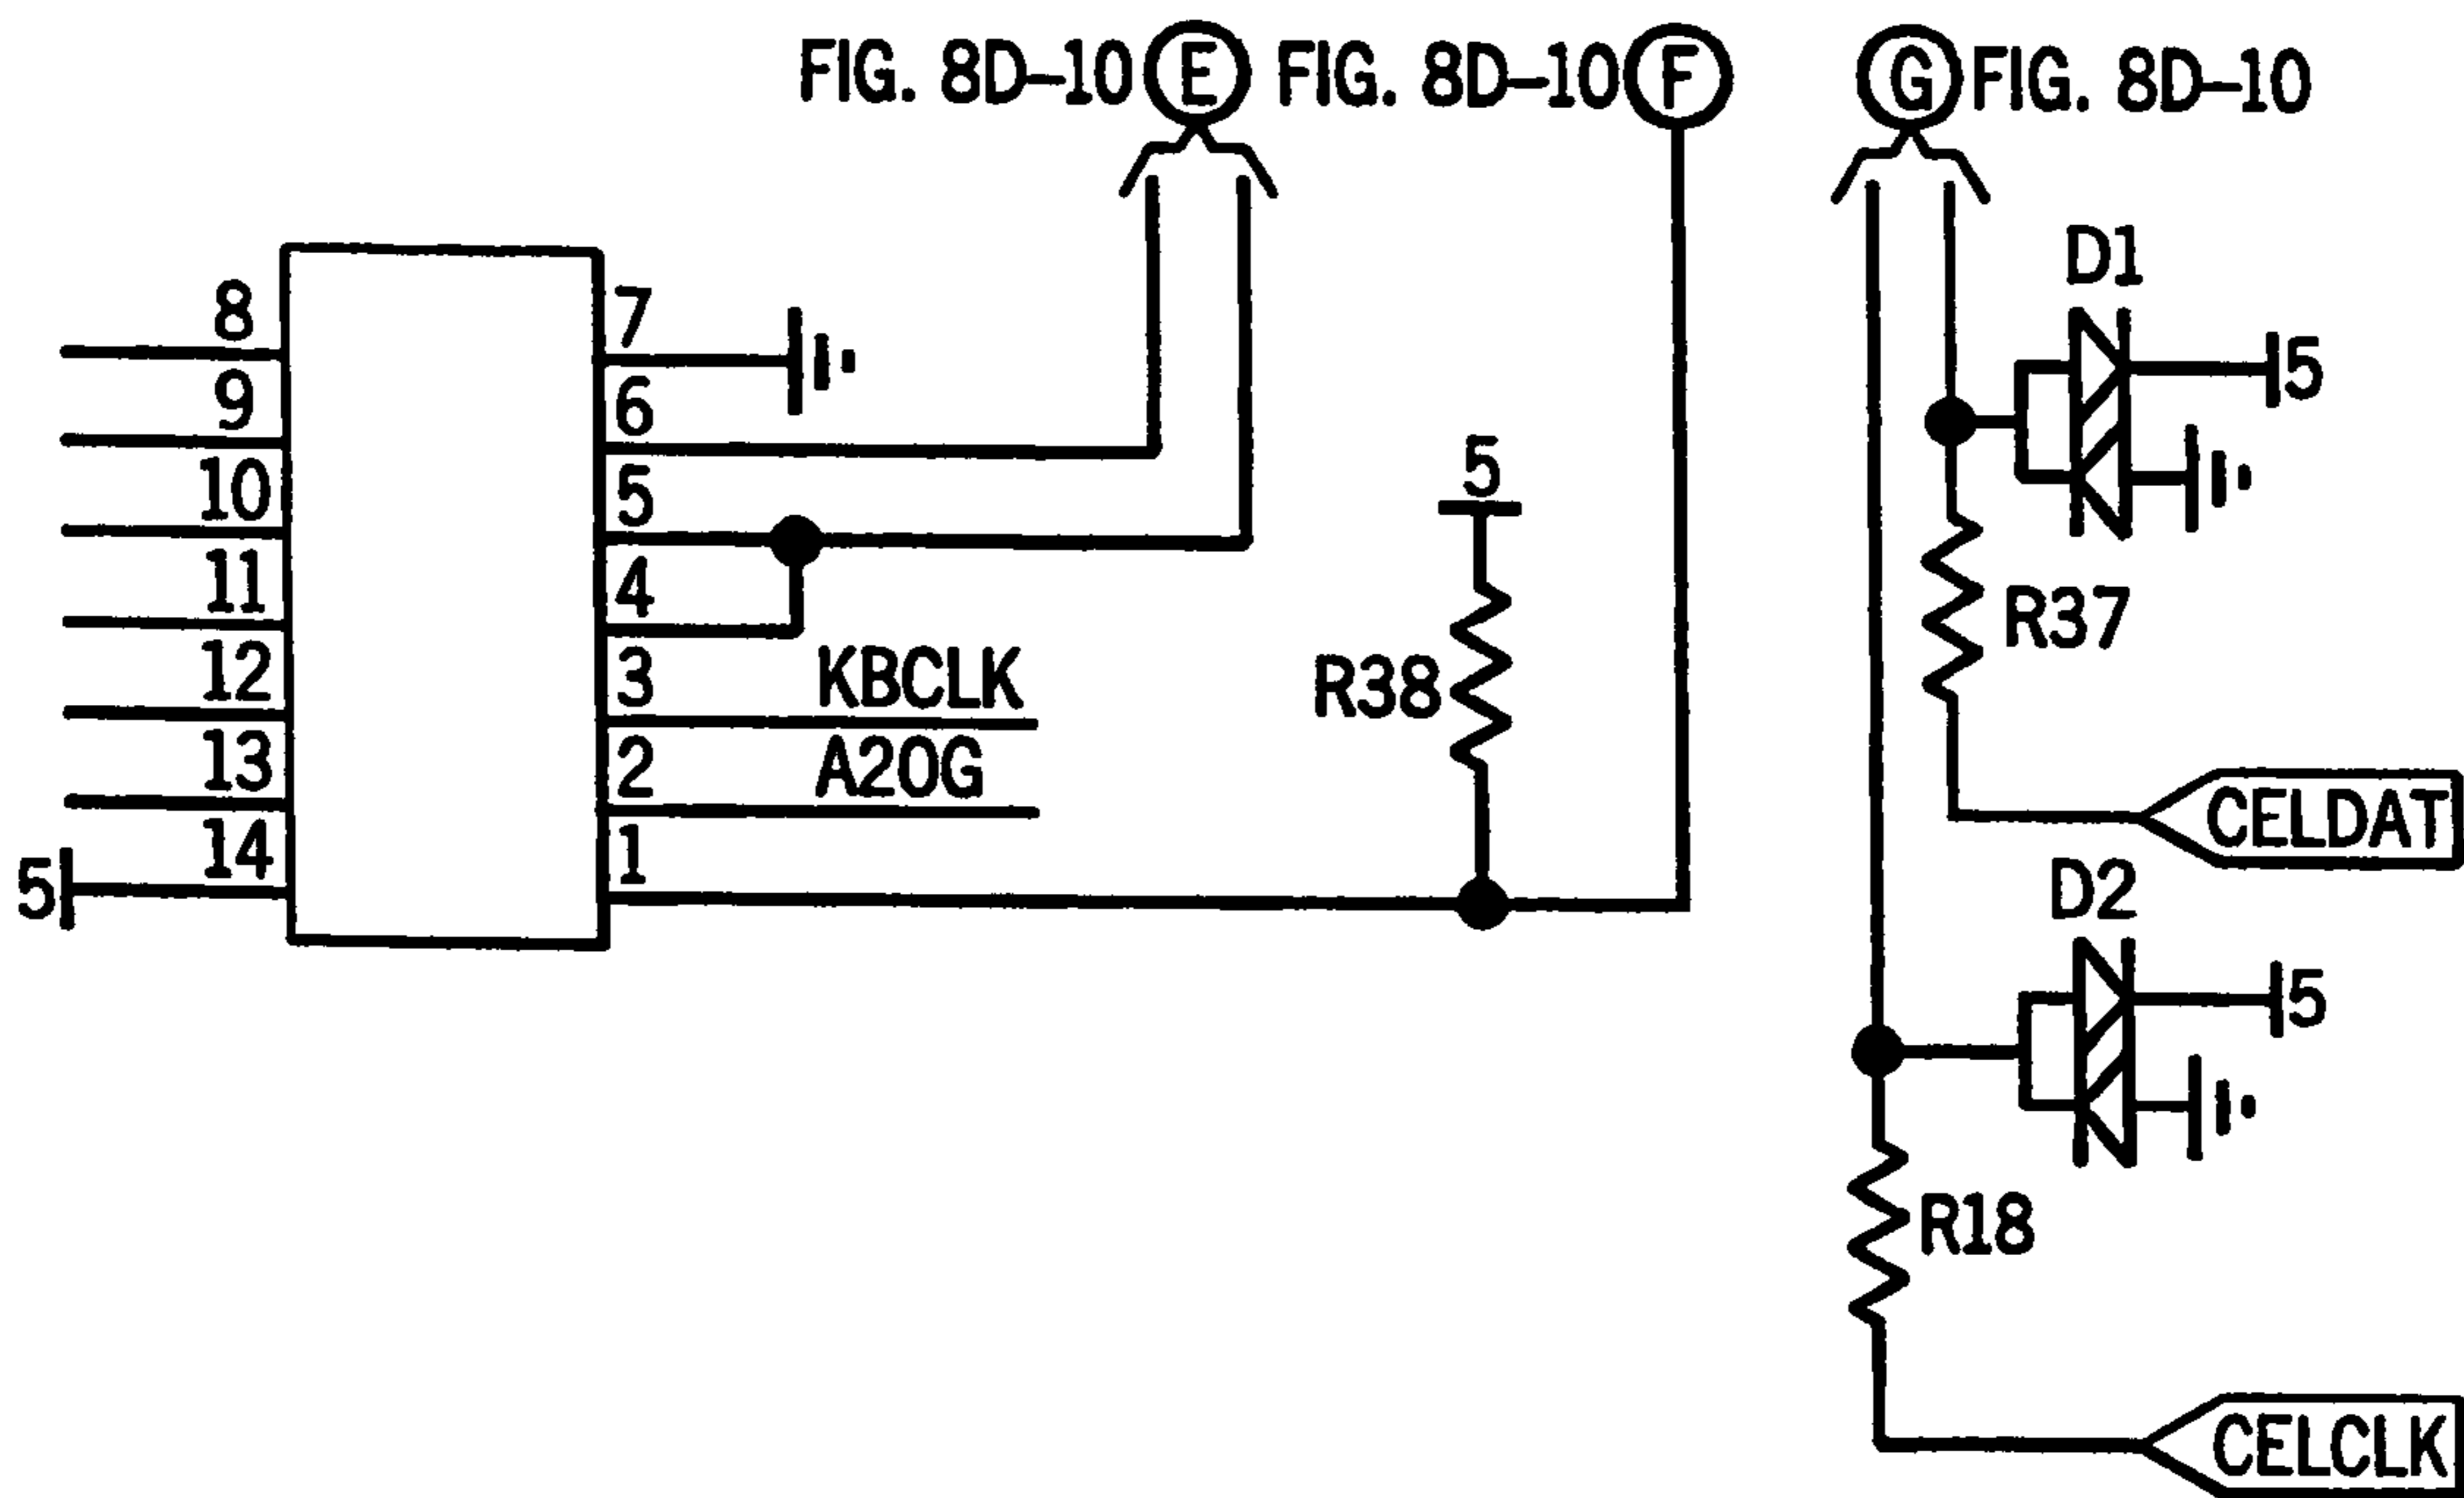 FIG. 8D-10 E FIG. 8D-10 F G FIG. 8D-10
D1
8 7
5
9 6
5
10 5
11 4
R37
12 3 KBCLK
R38
13 2 A20G
CELDAT
14 1
5
D2
5
R18
CELCLK